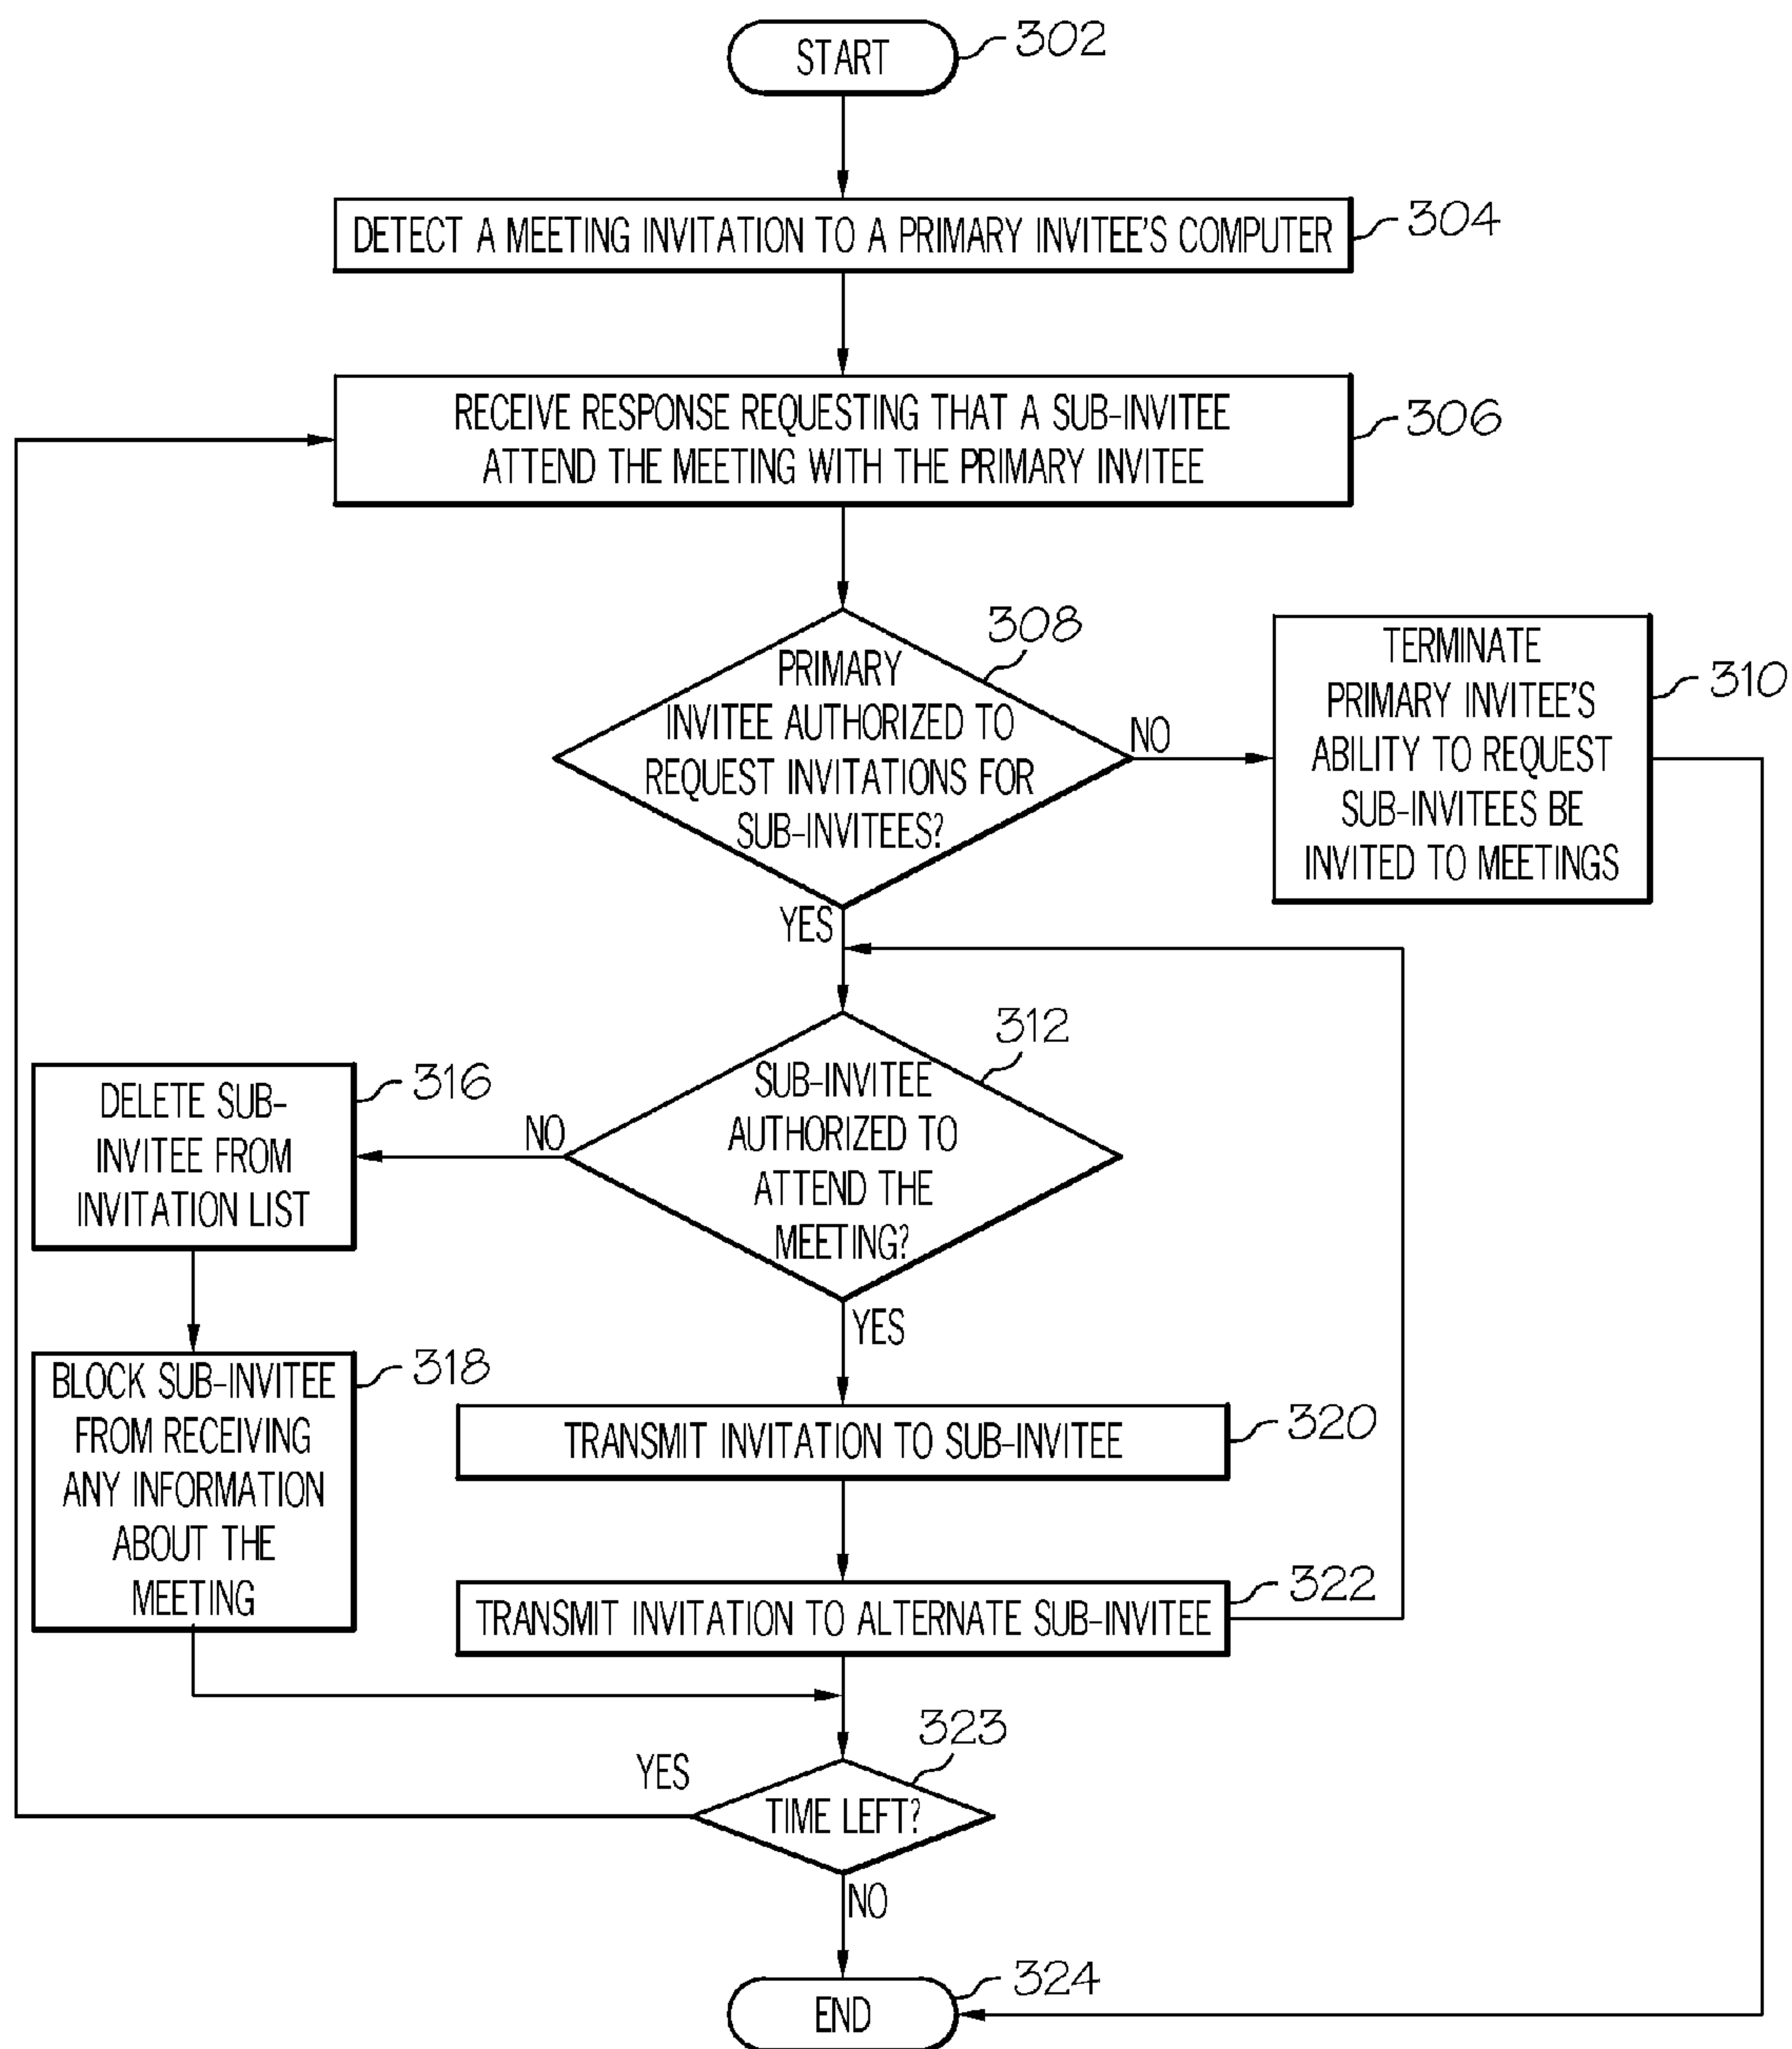 START
302
DETECT A MEETING INVITATION TO A PRIMARY INVITEE'S COMPUTER
304
RECEIVE RESPONSE REQUESTING THAT A SUB-INVITEE
ATTEND THE MEETING WITH THE PRIMARY INVITEE
306
308
PRIMARY
INVITEE AUTHORIZED TO
REQUEST INVITATIONS FOR
SUB-INVITEES?
NO
TERMINATE
PRIMARY INVITEE'S
ABILITY TO REQUEST
SUB-INVITEES BE
INVITED TO MEETINGS
310
YES
312
SUB-INVITEE
AUTHORIZED TO
ATTEND THE
MEETING?
NO
DELETE SUB-
INVITEE FROM
INVITATION LIST
316
BLOCK SUB-INVITEE
FROM RECEIVING
ANY INFORMATION
ABOUT THE
MEETING
318
YES
TRANSMIT INVITATION TO SUB-INVITEE
320
TRANSMIT INVITATION TO ALTERNATE SUB-INVITEE
322
323
YES
TIME LEFT?
NO
END
324